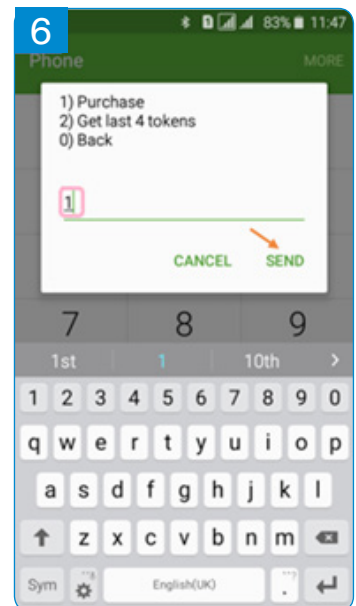 6
83% 11:47
Phone MORE
1) Purchase
2) Get last 4 tokens
0) Back
1
CANCEL SEND
7 8 9
1st 1 10th >
1 2 3 4 5 6 7 8 9 0
q w e r t y u i o p
a s d f g h j k l
z x c v b n m
Sym English(UK) .